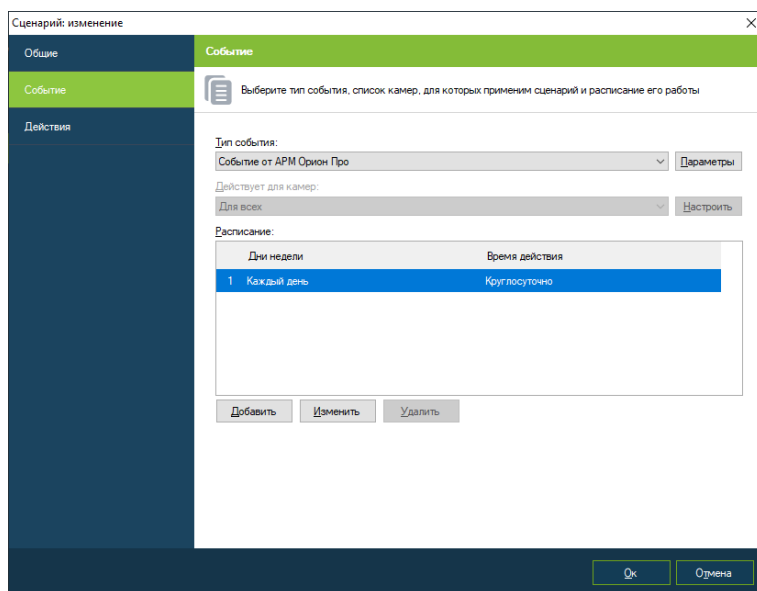 Сценарий: изменение
Общие
Событие
Действия
Событие
Выберите тип события, список камер, для которых применим сценарий и расписание его работы
Тип события:
Событие от АРМ Орион Про
Параметры
Действует для камер:
Для всех
Настроить
Расписание:
Дни недели Время действия
1 Каждый день Круглосуточно
Добавить Изменить Удалить
Ок Отмена